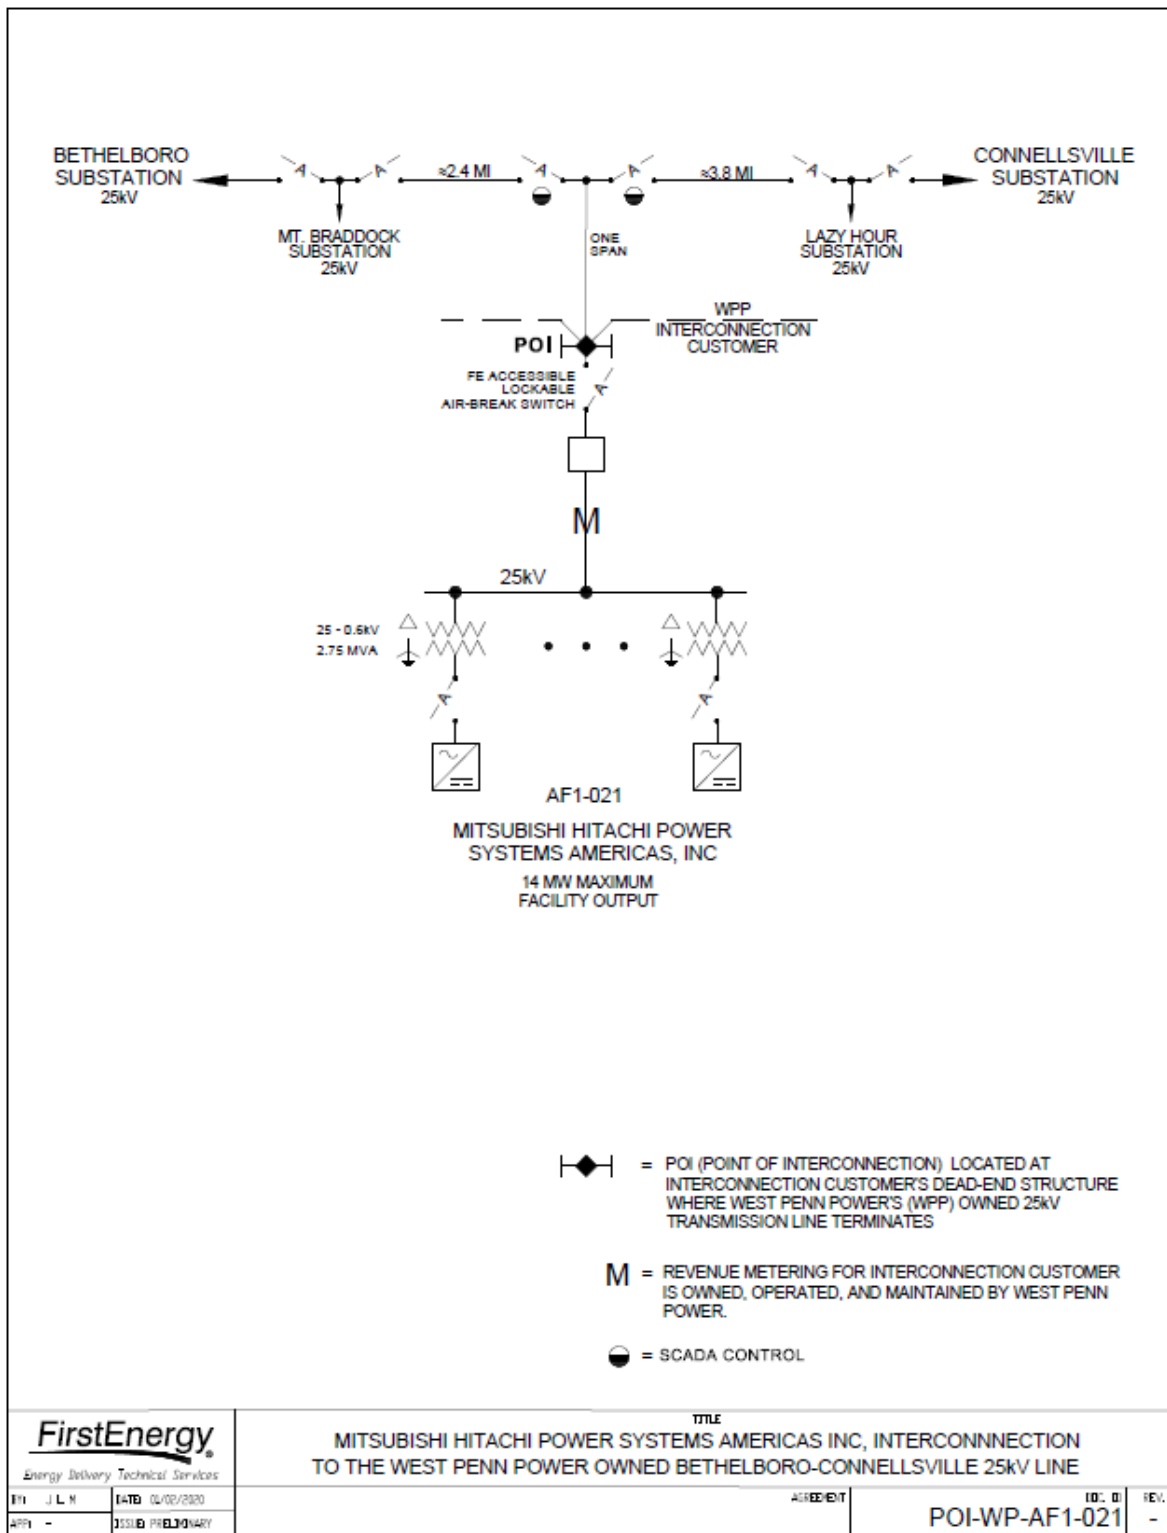 BETHELBORO
SUBSTATION
25kV
A
A
≈2.4 MI
A
A
≈3.8 MI
A
A
CONNELLSVILLE
SUBSTATION
25kV
MT. BRADDOCK
SUBSTATION
25kV
ONE
SPAN
LAZY HOUR
SUBSTATION
25kV
WPP
INTERCONNECTION
CUSTOMER
POI
FE ACCESSIBLE
LOCKABLE
AIR-BREAK SWITCH
A
M
25kV
25 - 0.6kV
2.75 MVA
A
A
AF1-021
MITSUBISHI HITACHI POWER
SYSTEMS AMERICAS, INC
14 MW MAXIMUM
FACILITY OUTPUT
= POI (POINT OF INTERCONNECTION) LOCATED AT
INTERCONNECTION CUSTOMER'S DEAD-END STRUCTURE
WHERE WEST PENN POWER'S (WPP) OWNED 25kV
TRANSMISSION LINE TERMINATES
M = REVENUE METERING FOR INTERCONNECTION CUSTOMER
IS OWNED, OPERATED, AND MAINTAINED BY WEST PENN
POWER.
= SCADA CONTROL
FirstEnergy®
Energy Delivery Technical Services
BY: JLM
DATE: 01/02/2020
APP: -
ISSUE: PRELIMINARY
TITLE
MITSUBISHI HITACHI POWER SYSTEMS AMERICAS INC, INTERCONNNECTION
TO THE WEST PENN POWER OWNED BETHELBORO-CONNELLSVILLE 25kV LINE
AGREEMENT
DOC. ID
POI-WP-AF1-021
REV.
-